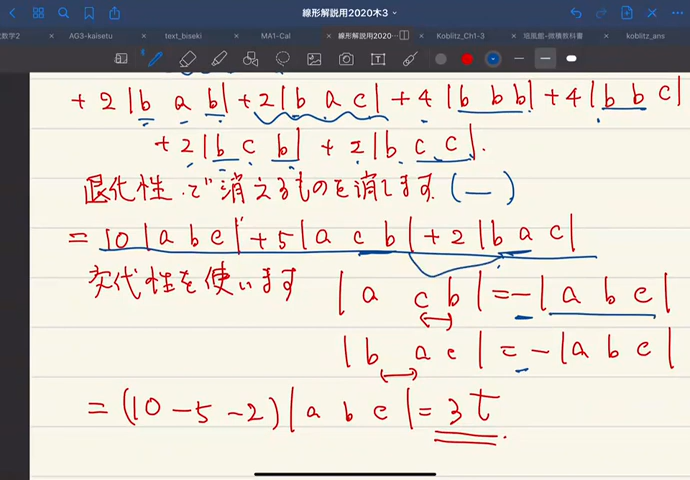 線形解説用2020木3
数学2 AG3-kaisetu text_biseki MA1-Cal 線形解説用2020… Koblitz_Ch1-3 培風館-微積教科書 koblitz_ans
+ 2|b a b| + 2|b a c| + 4|b b b| + 4|b b c|
+ 2|b c b| + 2|b c c|.
退化性で消えるものを消します (—)
= 10|a b c| + 5|a c b| + 2|b a c|
交代性を使います
|a c b| = -|a b c|
|b a c| = -|a b c|
= (10 - 5 - 2)|a b c| = 3t.